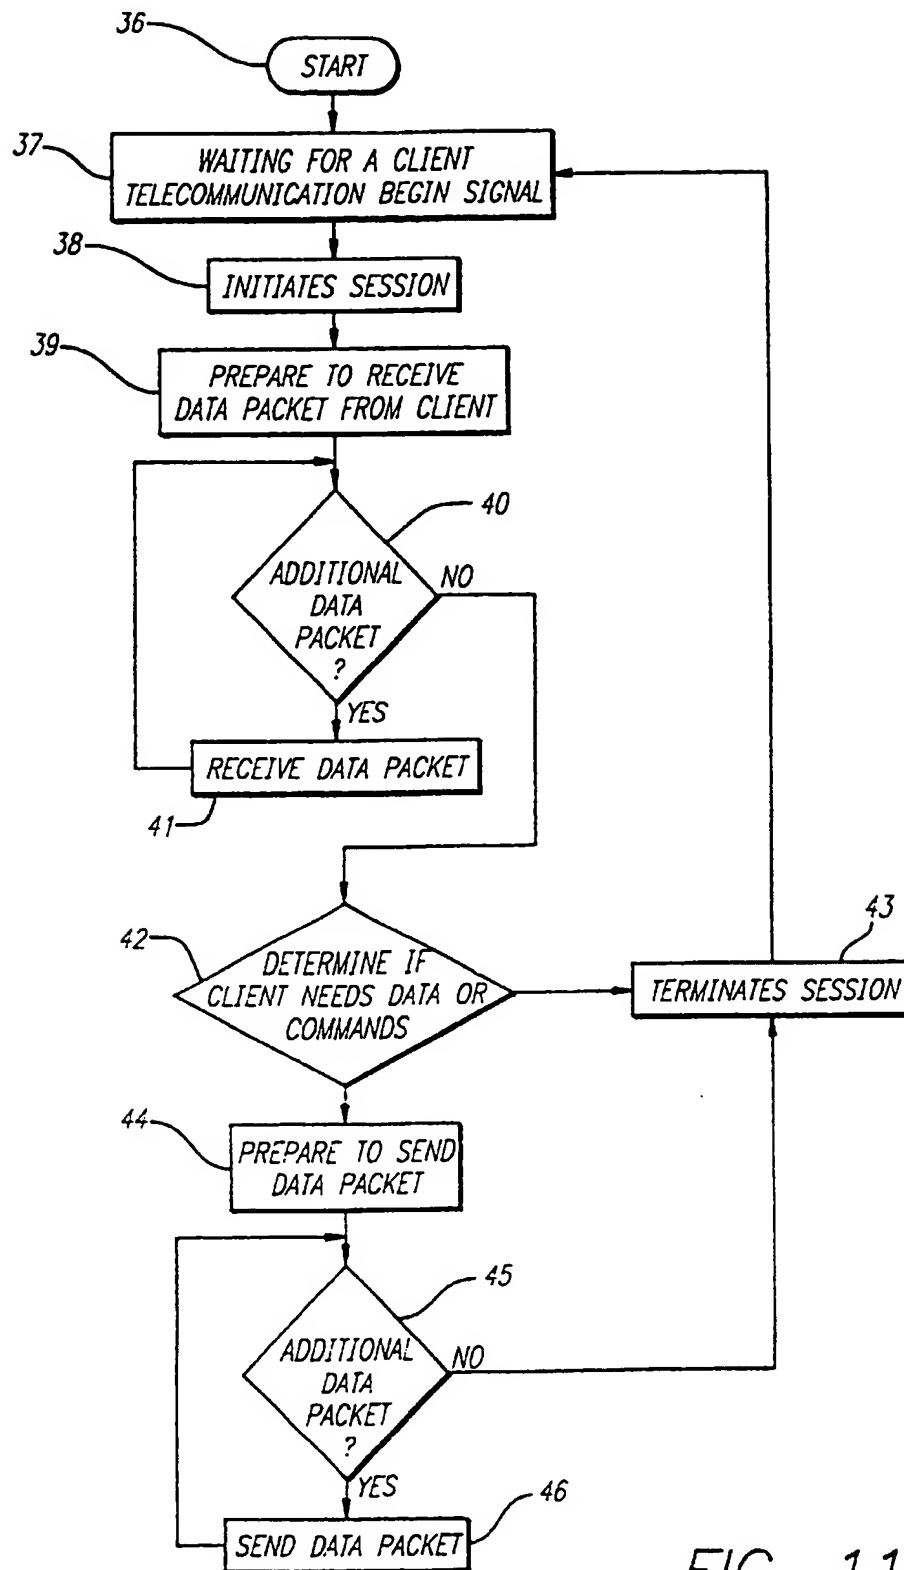 36
START
37
WAITING FOR A CLIENT
TELECOMMUNICATION BEGIN SIGNAL
38
INITIATES SESSION
39
PREPARE TO RECEIVE
DATA PACKET FROM CLIENT
40
ADDITIONAL
DATA
PACKET
?
NO
YES
RECEIVE DATA PACKET
41
42
DETERMINE IF
CLIENT NEEDS DATA OR
COMMANDS
43
TERMINATES SESSION
44
PREPARE TO SEND
DATA PACKET
45
ADDITIONAL
DATA
PACKET
?
NO
YES
46
SEND DATA PACKET
FIG. 11